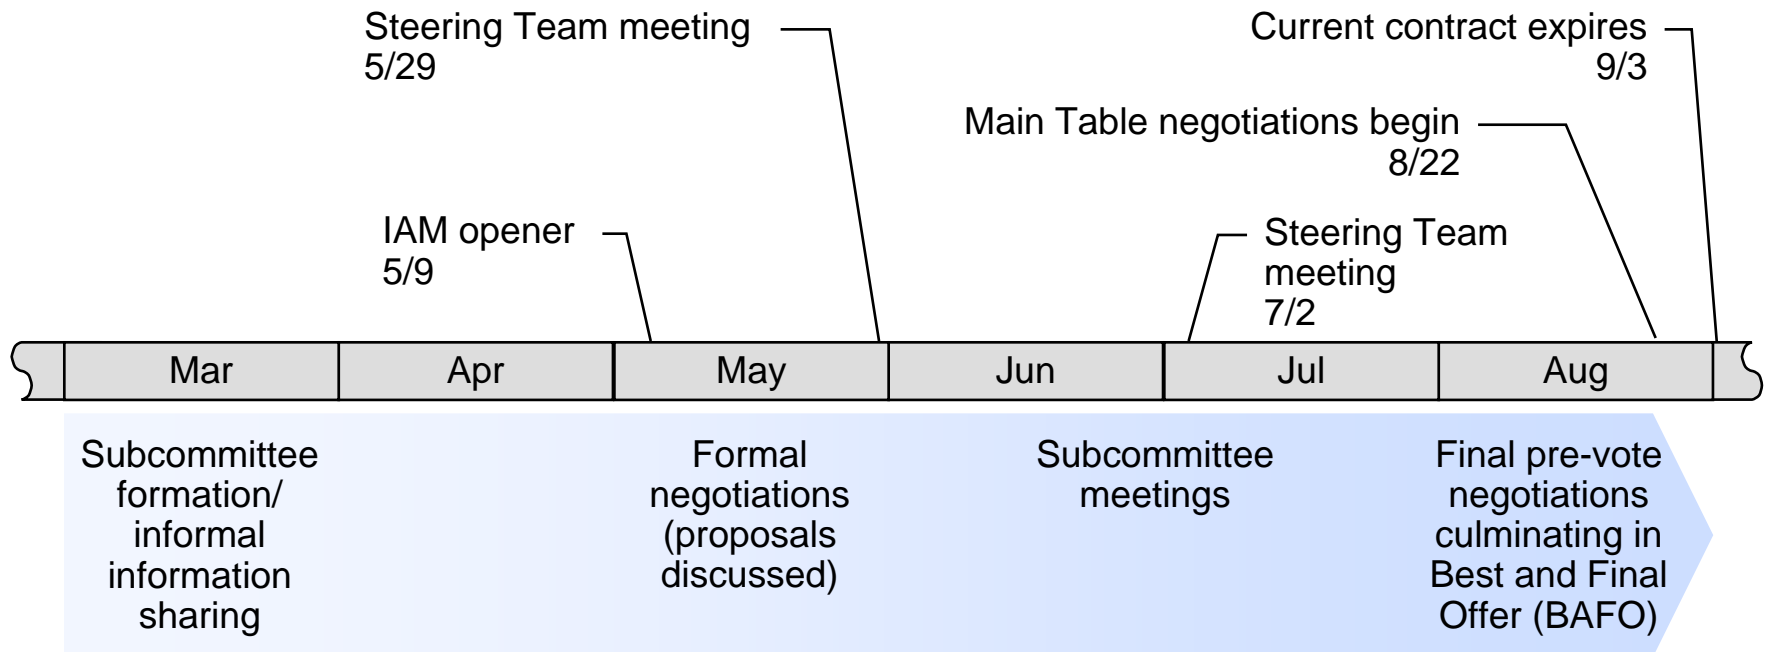 Steering Team meeting
5/29
Current contract expires
9/3
Main Table negotiations begin
8/22
IAM opener
5/9
Steering Team
meeting
7/2
Mar
Apr
May
Jun
Jul
Aug
Subcommittee
formation/
informal
information
sharing
Formal
negotiations
(proposals
discussed)
Subcommittee
meetings
Final pre-vote
negotiations
culminating in
Best and Final
Offer (BAFO)